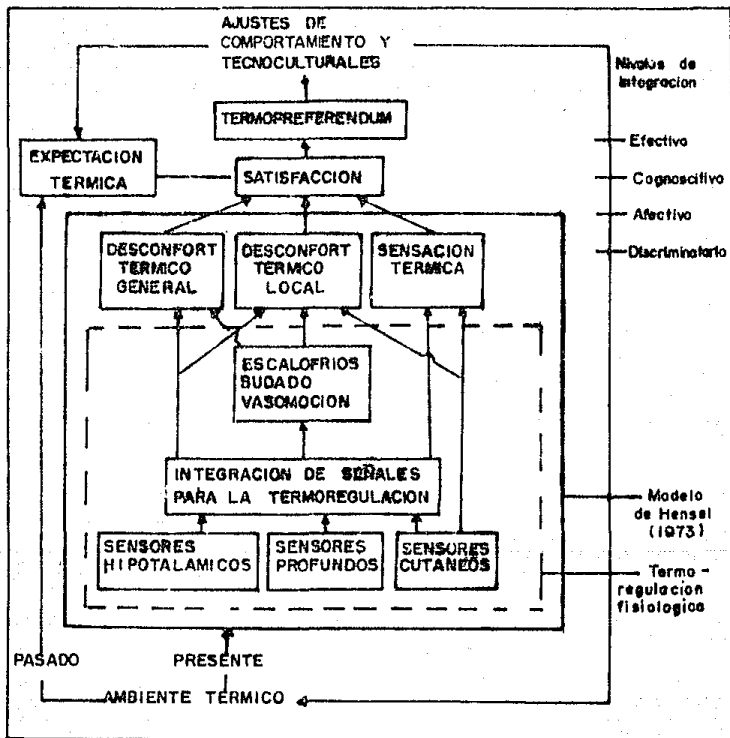 AJUSTES DE
COMPORTAMIENTO Y
TECNOCULTURALES
Nivolos de
integracion
TERMOPREFERENDUM
Efectivo
EXPECTACION
TERMICA
SATISFACCION
Cognoscitivo
Afectivo
DESCONFORT
TERMICO
GENERAL
DESCONFORT
TERMICO
LOCAL
SENSACION
TERMICA
Discriminatorio
ESCALOFRIOS
SUDADO
VASOMOCION
INTEGRACION DE SEÑALES
PARA LA TERMOREGULACION
Modelo
de Hensel
(1973)
SENSORES
HIPOTALAMICOS
SENSORES
PROFUNDOS
SENSORES
CUTANEOS
Termo-
regulacion
fisiologica
PASADO
PRESENTE
AMBIENTE TERMICO